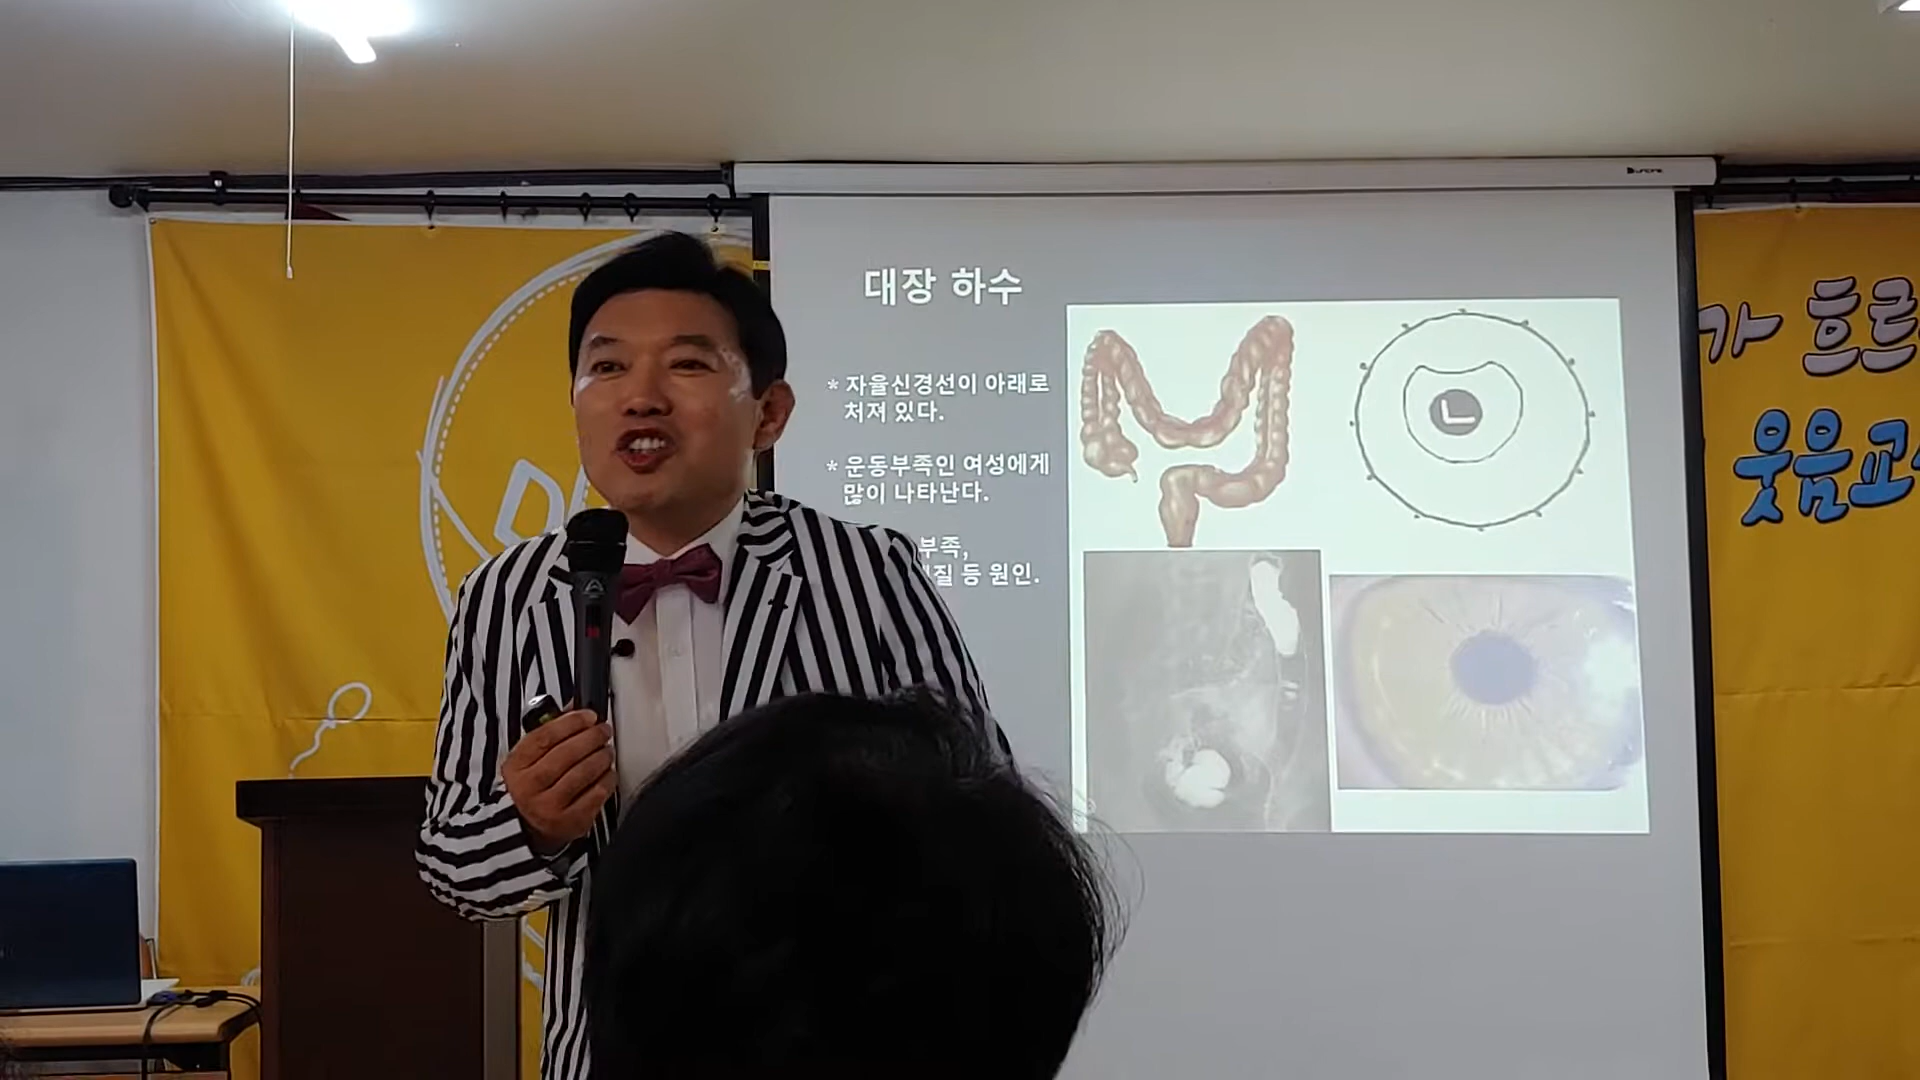 대장 하수
* 자율신경선이 아래로
처져 있다.
* 운동부족인 여성에게
많이 나타난다.
부족,
질 등 원인.
가 흐르
웃음교